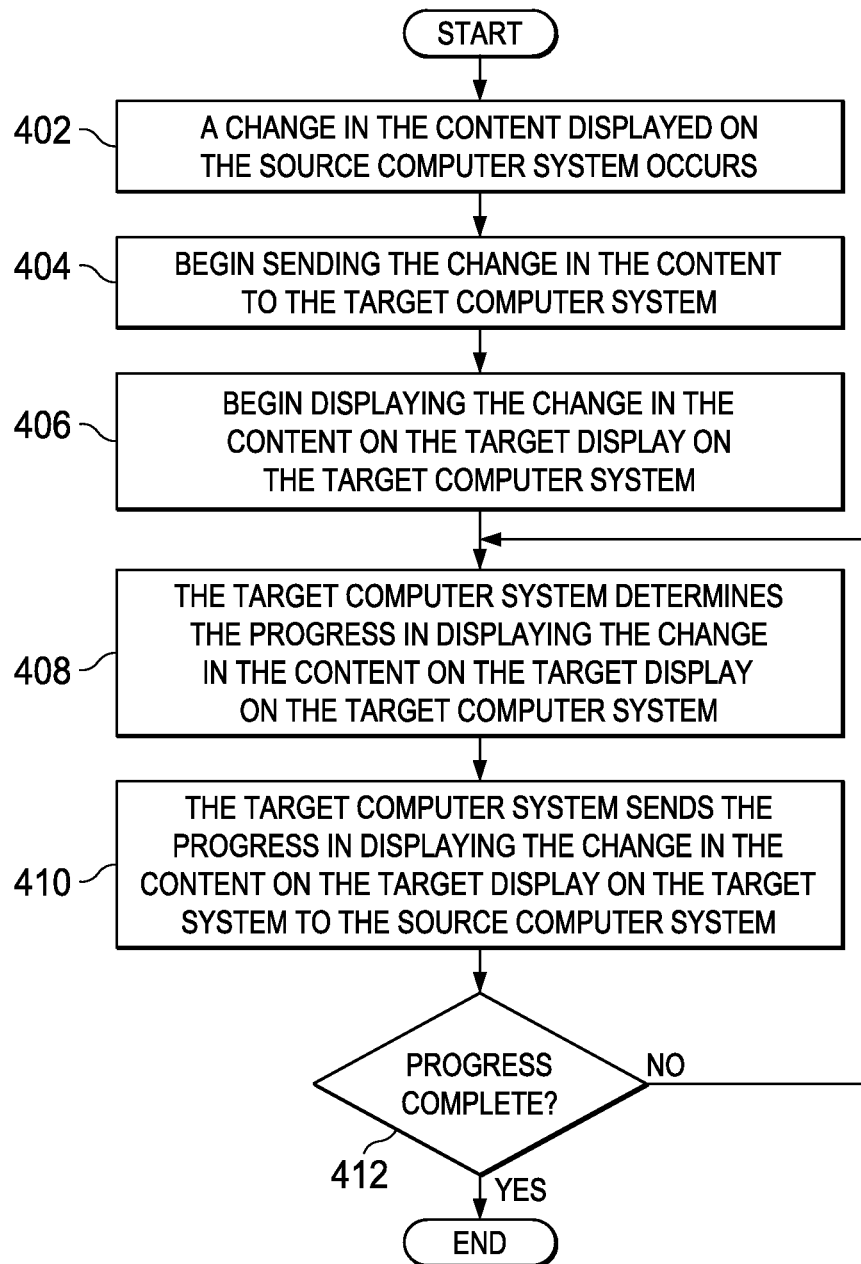 START
402
A CHANGE IN THE CONTENT DISPLAYED ON
THE SOURCE COMPUTER SYSTEM OCCURS
404
BEGIN SENDING THE CHANGE IN THE CONTENT
TO THE TARGET COMPUTER SYSTEM
406
BEGIN DISPLAYING THE CHANGE IN THE
CONTENT ON THE TARGET DISPLAY ON
THE TARGET COMPUTER SYSTEM
408
THE TARGET COMPUTER SYSTEM DETERMINES
THE PROGRESS IN DISPLAYING THE CHANGE
IN THE CONTENT ON THE TARGET DISPLAY
ON THE TARGET COMPUTER SYSTEM
410
THE TARGET COMPUTER SYSTEM SENDS THE
PROGRESS IN DISPLAYING THE CHANGE IN THE
CONTENT ON THE TARGET DISPLAY ON THE TARGET
SYSTEM TO THE SOURCE COMPUTER SYSTEM
PROGRESS
COMPLETE?
NO
412
YES
END